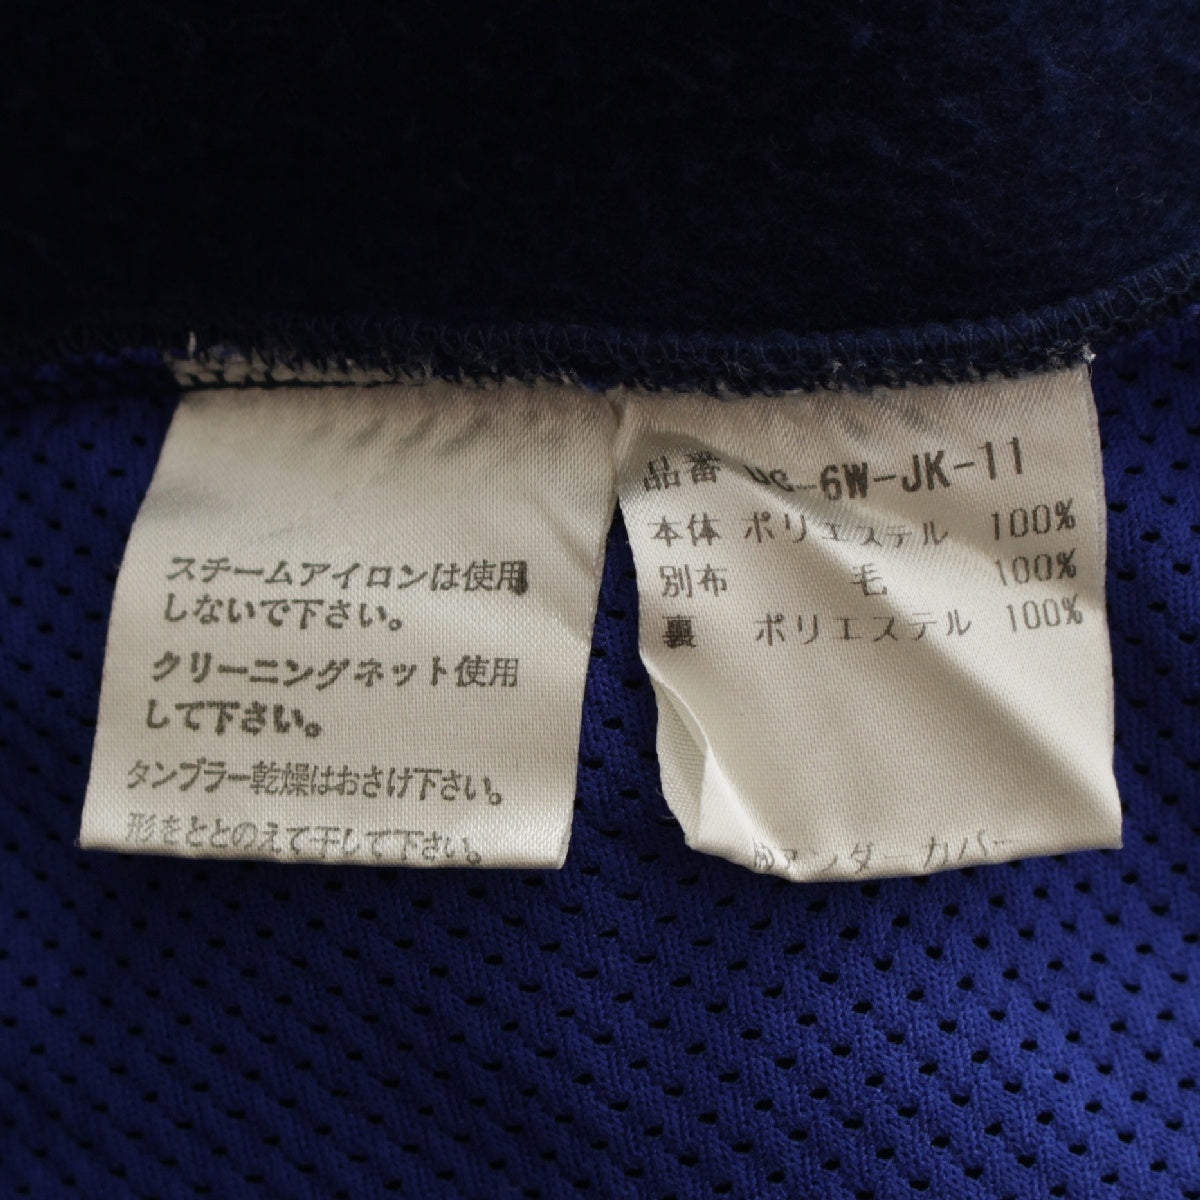 スチームアイロンは使用
しないで下さい。
クリーニングネット使用
して下さい。
タンブラー乾燥はおさけ下さい。
形をととのえて干して下さい。
品番 UC-6W-JK-11
本体 ポリエステル 100%
別布 毛 100%
裏 ポリエステル 100%
アンダーカバー